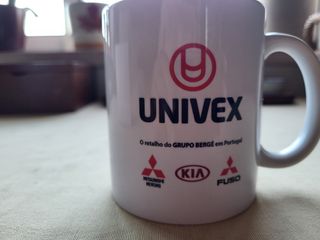 UNIVEX
O retalho do GRUPO BERGÉ em Portugal
MITSUBISHI MOTORS KIA FUSO